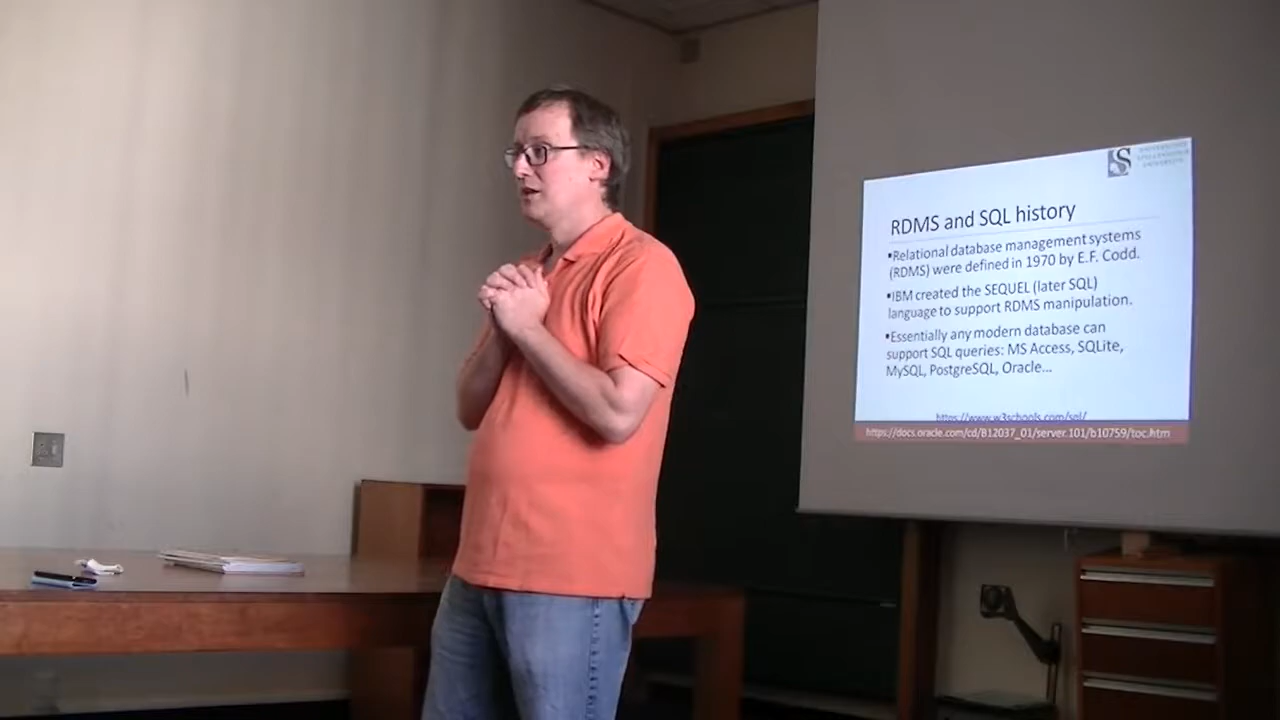 UNIVERSITY
RDMS and SQL history
▪Relational database management systems
(RDMS) were defined in 1970 by E.F. Codd.
▪IBM created the SEQUEL (later SQL)
language to support RDMS manipulation.
▪Essentially any modern database can
support SQL queries: MS Access, SQLite,
MySQL, PostgreSQL, Oracle...
https://www.w3schools.com/sql/
https://docs.oracle.com/cd/B12037_01/server.101/b10759/toc.htm